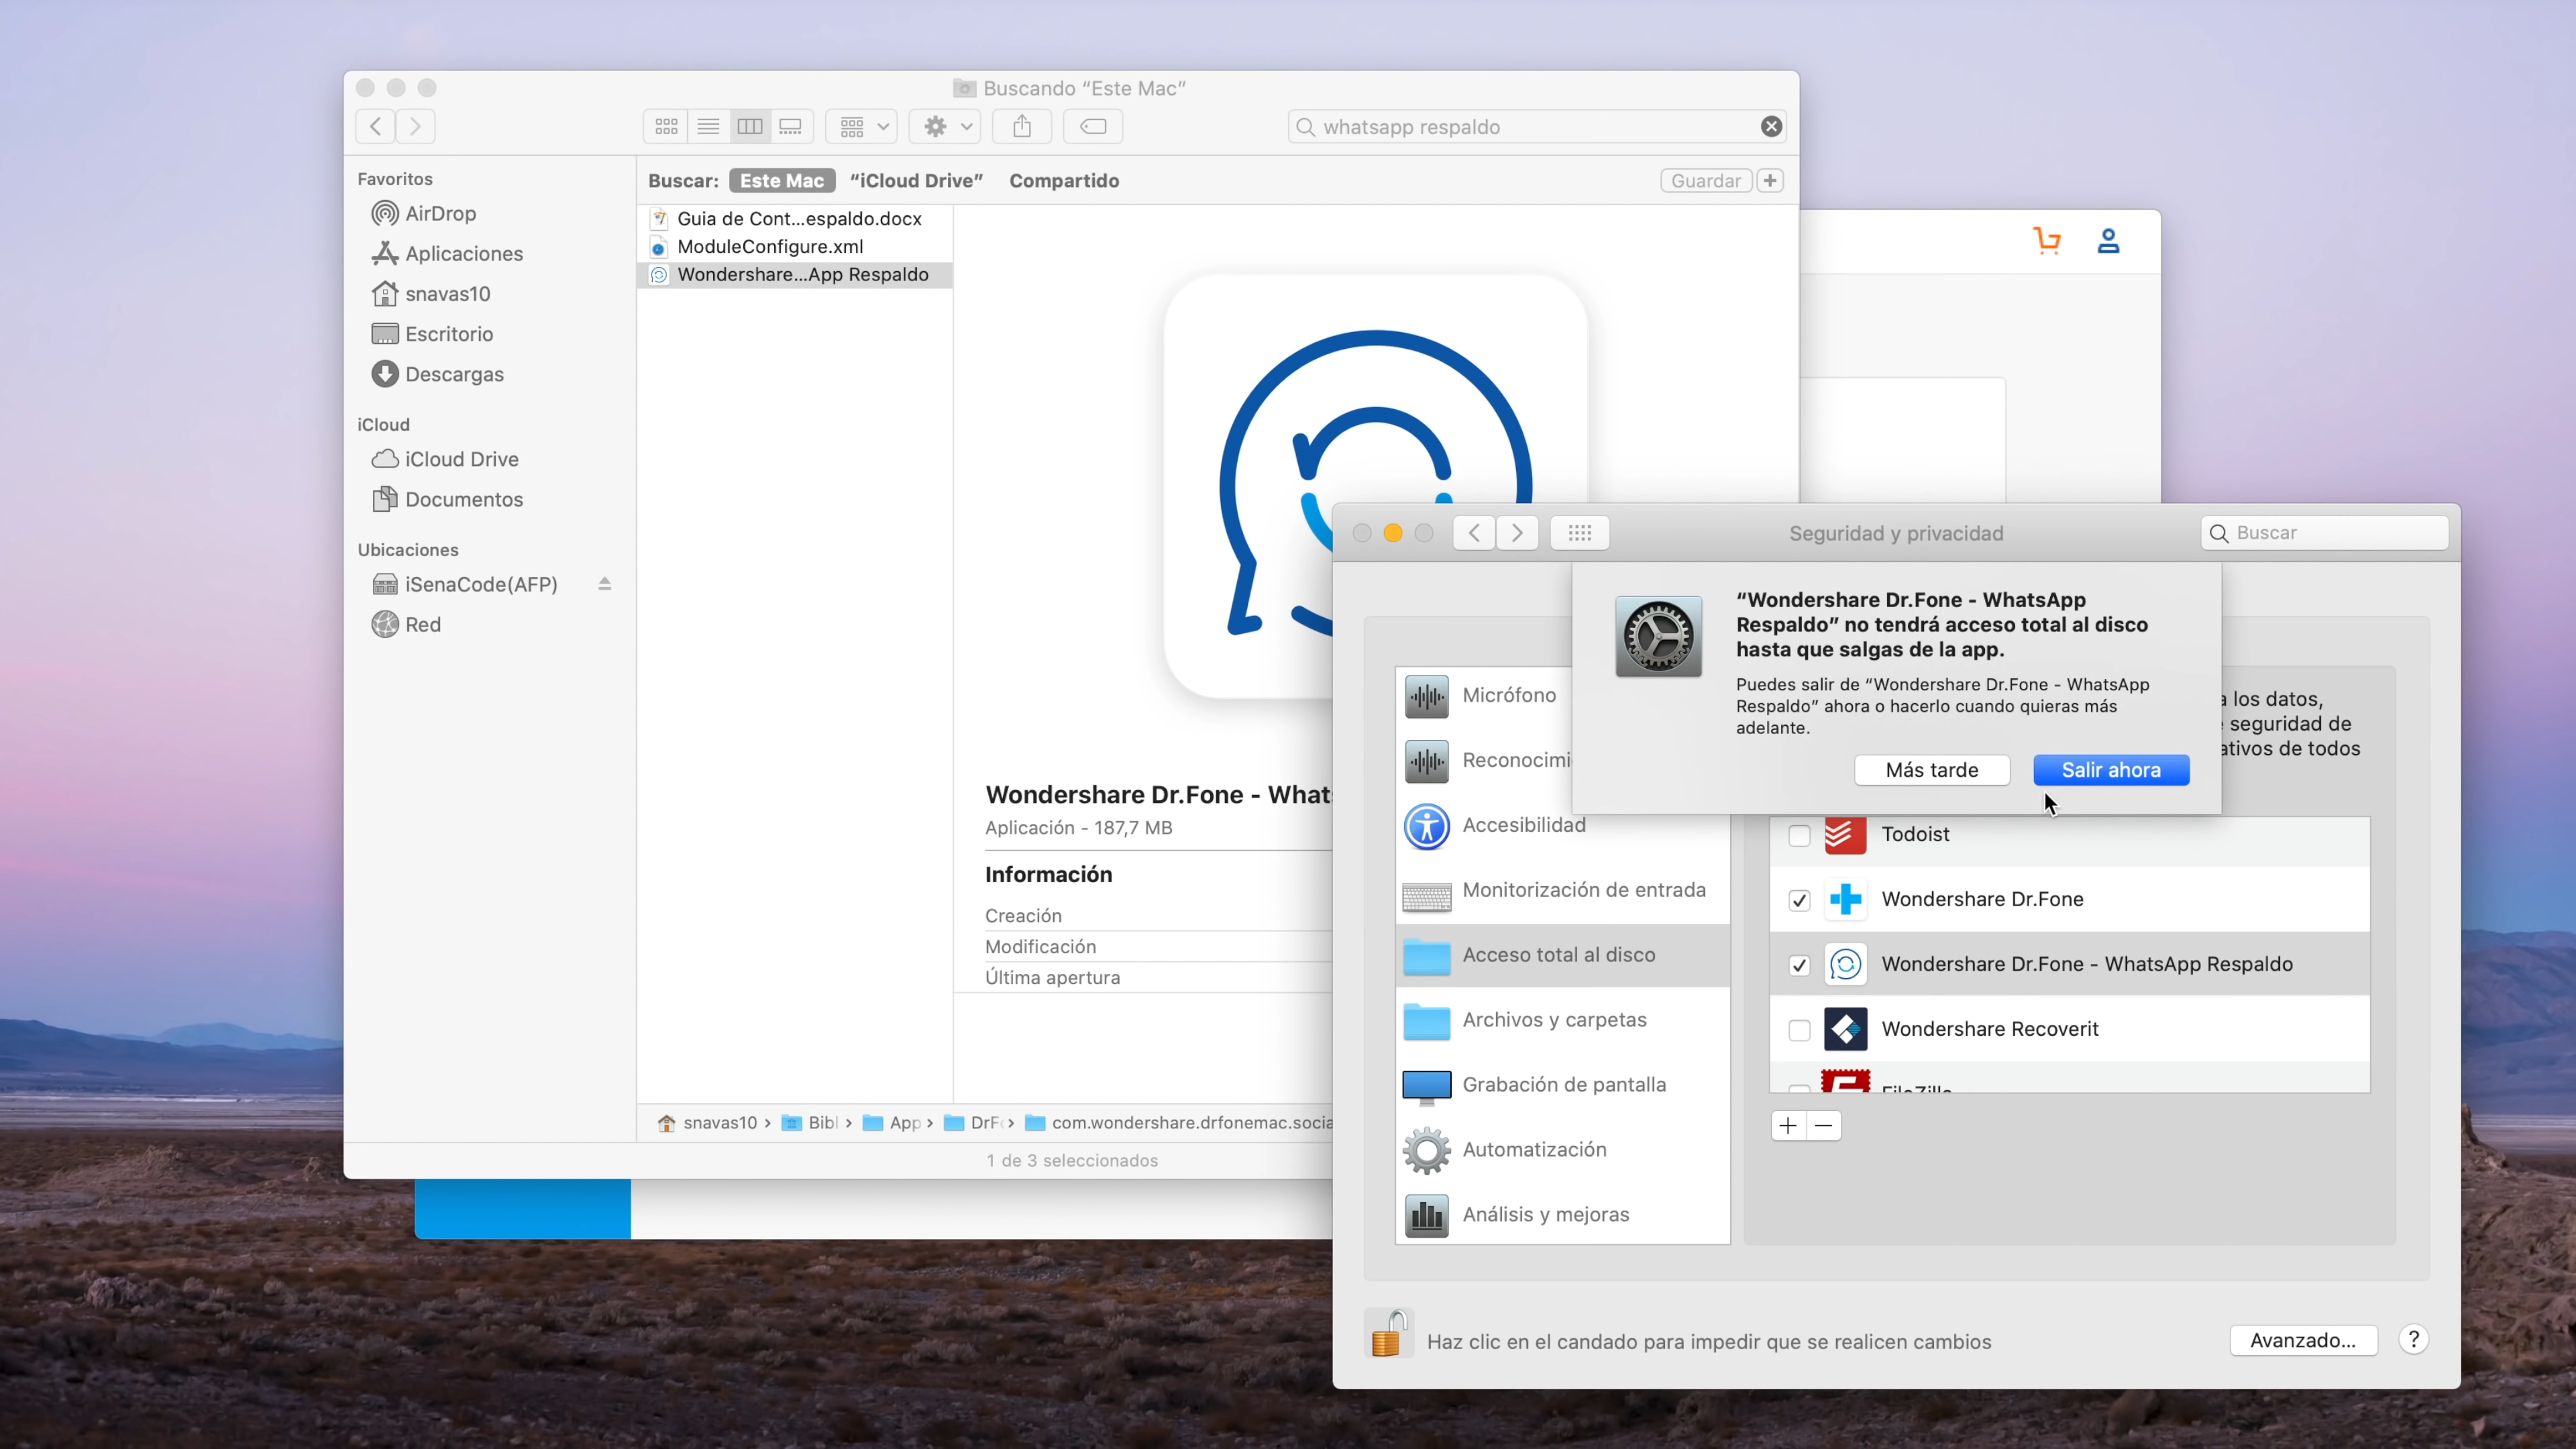 Buscando “Este Mac”
whatsapp respaldo
Favoritos
AirDrop
Aplicaciones
snavas10
Escritorio
Descargas
iCloud
iCloud Drive
Documentos
Ubicaciones
iSenaCode(AFP)
Red
Buscar: Este Mac “iCloud Drive” Compartido Guardar +
Guia de Cont...espaldo.docx
ModuleConfigure.xml
Wondershare...App Respaldo
Wondershare Dr.Fone - What
Aplicación - 187,7 MB
Información
Creación
Modificación
Última apertura
snavas10 › Bibl › App › DrF › com.wondershare.drfonemac.socia
1 de 3 seleccionados
Seguridad y privacidad
Buscar
“Wondershare Dr.Fone - WhatsApp
Respaldo” no tendrá acceso total al disco
hasta que salgas de la app.
Puedes salir de “Wondershare Dr.Fone - WhatsApp
Respaldo” ahora o hacerlo cuando quieras más
adelante.
Más tarde
Salir ahora
a los datos,
seguridad de
ativos de todos
Micrófono
Reconocimi
Accesibilidad
Monitorización de entrada
Acceso total al disco
Archivos y carpetas
Grabación de pantalla
Automatización
Análisis y mejoras
Todoist
Wondershare Dr.Fone
Wondershare Dr.Fone - WhatsApp Respaldo
Wondershare Recoverit
+ −
Haz clic en el candado para impedir que se realicen cambios
Avanzado...
?